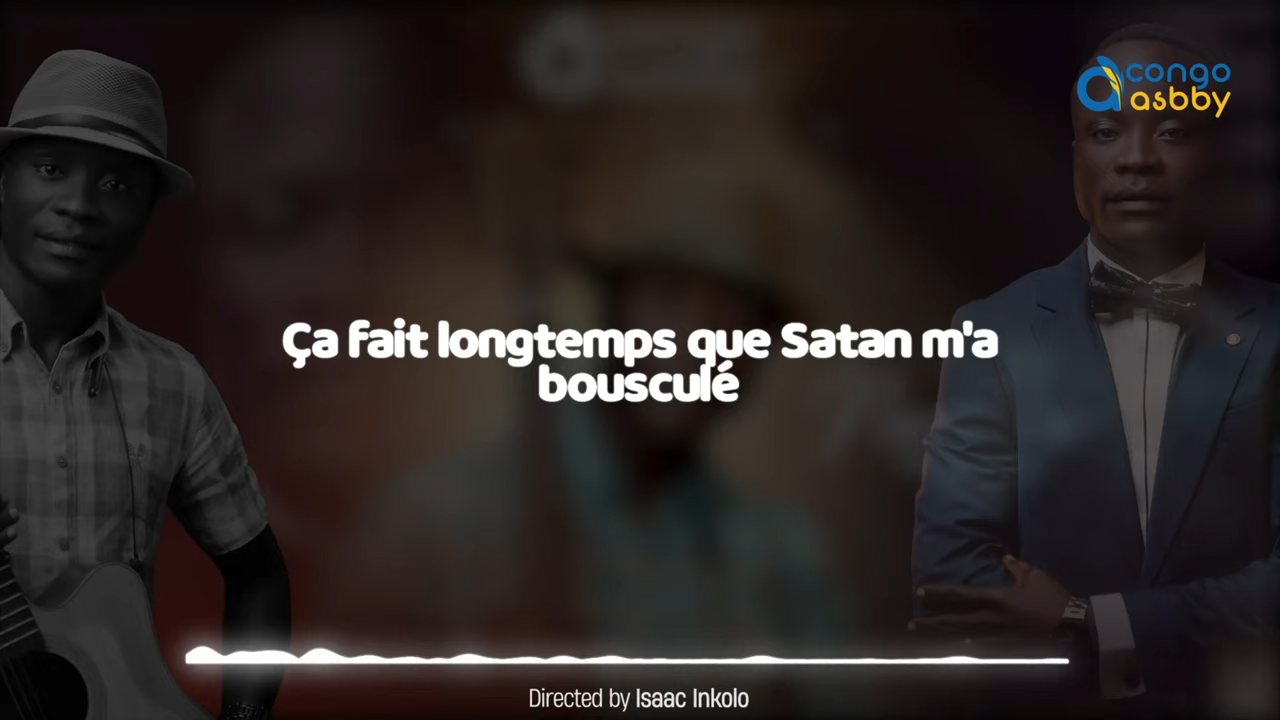 congo
asbby
Ça fait longtemps que Satan m'a
bousculé
Directed by Isaac Inkolo